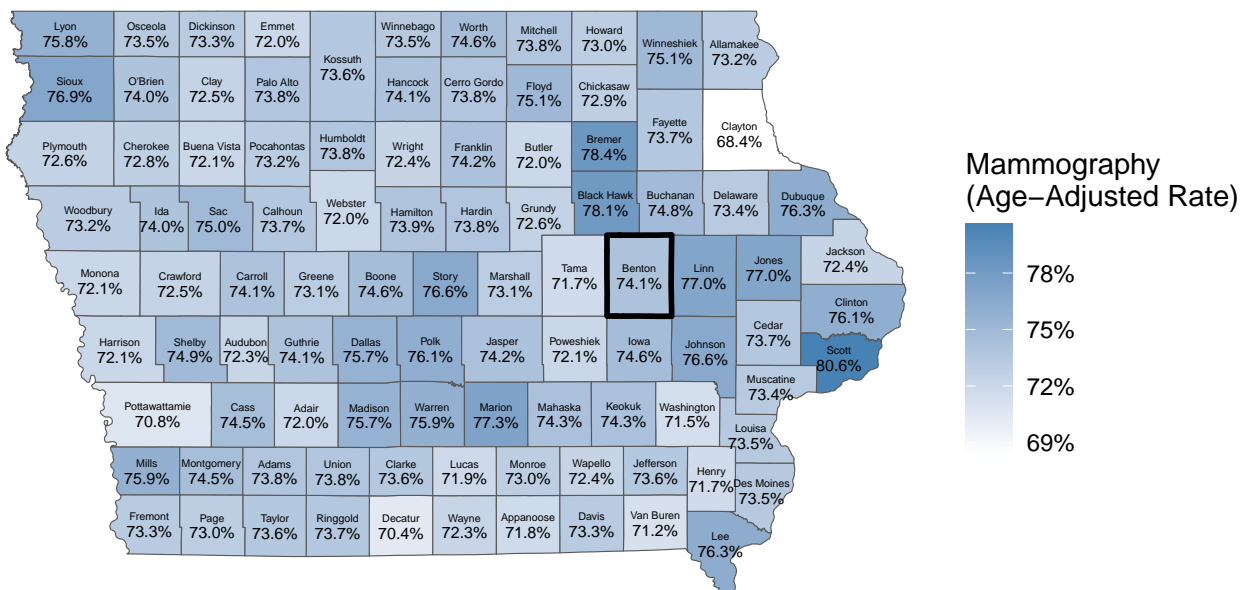 Lyon
75.8%
Osceola
73.5%
Dickinson
73.3%
Emmet
72.0%
Kossuth
73.6%
Winnebago
73.5%
Worth
74.6%
Mitchell
73.8%
Howard
73.0%
Winneshiek
75.1%
Allamakee
73.2%
Sioux
76.9%
O'Brien
74.0%
Clay
72.5%
Palo Alto
73.8%
Hancock
74.1%
Cerro Gordo
73.8%
Floyd
75.1%
Chickasaw
72.9%
Fayette
73.7%
Clayton
68.4%
Plymouth
72.6%
Cherokee
72.8%
Buena Vista
72.1%
Pocahontas
73.2%
Humboldt
73.8%
Wright
72.4%
Franklin
74.2%
Butler
72.0%
Bremer
78.4%
Woodbury
73.2%
Ida
74.0%
Sac
75.0%
Calhoun
73.7%
Webster
72.0%
Hamilton
73.9%
Hardin
73.8%
Grundy
72.6%
Black Hawk
78.1%
Buchanan
74.8%
Delaware
73.4%
Dubuque
76.3%
Monona
72.1%
Crawford
72.5%
Carroll
74.1%
Greene
73.1%
Boone
74.6%
Story
76.6%
Marshall
73.1%
Tama
71.7%
Benton
74.1%
Linn
77.0%
Jones
77.0%
Jackson
72.4%
Clinton
76.1%
Harrison
72.1%
Shelby
74.9%
Audubon
72.3%
Guthrie
74.1%
Dallas
75.7%
Polk
76.1%
Jasper
74.2%
Poweshiek
72.1%
Iowa
74.6%
Johnson
76.6%
Cedar
73.7%
Scott
80.6%
Muscatine
73.4%
Pottawattamie
70.8%
Cass
74.5%
Adair
72.0%
Madison
75.7%
Warren
75.9%
Marion
77.3%
Mahaska
74.3%
Keokuk
74.3%
Washington
71.5%
Louisa
73.5%
Mills
75.9%
Montgomery
74.5%
Adams
73.8%
Union
73.8%
Clarke
73.6%
Lucas
71.9%
Monroe
73.0%
Wapello
72.4%
Jefferson
73.6%
Henry
71.7%
Des Moines
73.5%
Fremont
73.3%
Page
73.0%
Taylor
73.6%
Ringgold
73.7%
Decatur
70.4%
Wayne
72.3%
Appanoose
71.8%
Davis
73.3%
Van Buren
71.2%
Lee
76.3%
Mammography
(Age−Adjusted Rate)
78%
75%
72%
69%